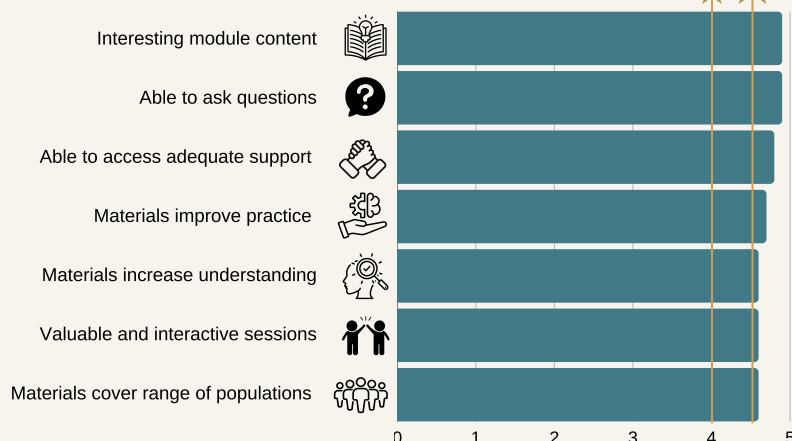 Interesting module content
Able to ask questions
?
Able to access adequate support
Materials improve practice
Materials increase understanding
Valuable and interactive sessions
Materials cover range of populations
0 1 2 3 4 5